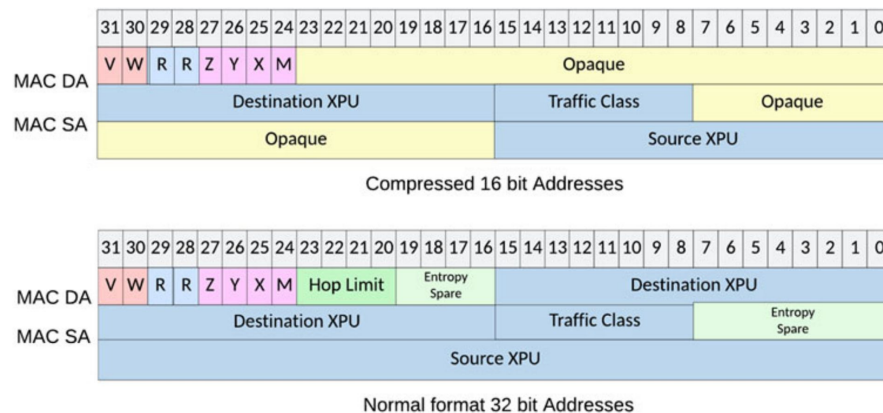 31 30 29 28 27 26 25 24 23 22 21 20 19 18 17 16 15 14 13 12 11 10 9 8 7 6 5 4 3 2 1 0
V W R R Z Y X M Opaque
MAC DA
Destination XPU Traffic Class Opaque
MAC SA
Opaque Source XPU
Compressed 16 bit Addresses
31 30 29 28 27 26 25 24 23 22 21 20 19 18 17 16 15 14 13 12 11 10 9 8 7 6 5 4 3 2 1 0
V W R R Z Y X M Hop Limit Entropy Spare Destination XPU
MAC DA
Destination XPU Traffic Class Entropy Spare
MAC SA
Source XPU
Normal format 32 bit Addresses